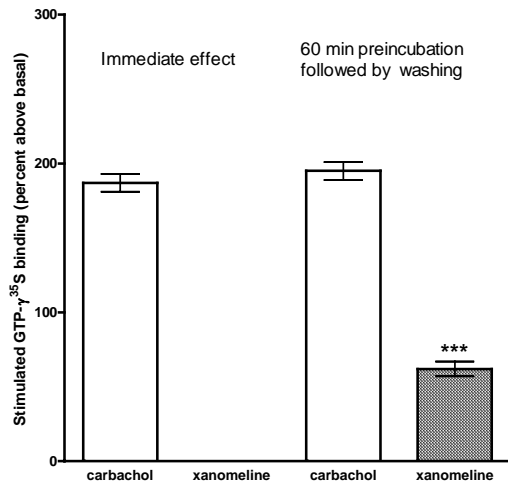 300
200
100
0
Stimulated GTP-γ³⁵S binding (percent above basal)
Immediate effect
60 min preincubation
followed by washing
***
carbachol xanomeline carbachol xanomeline